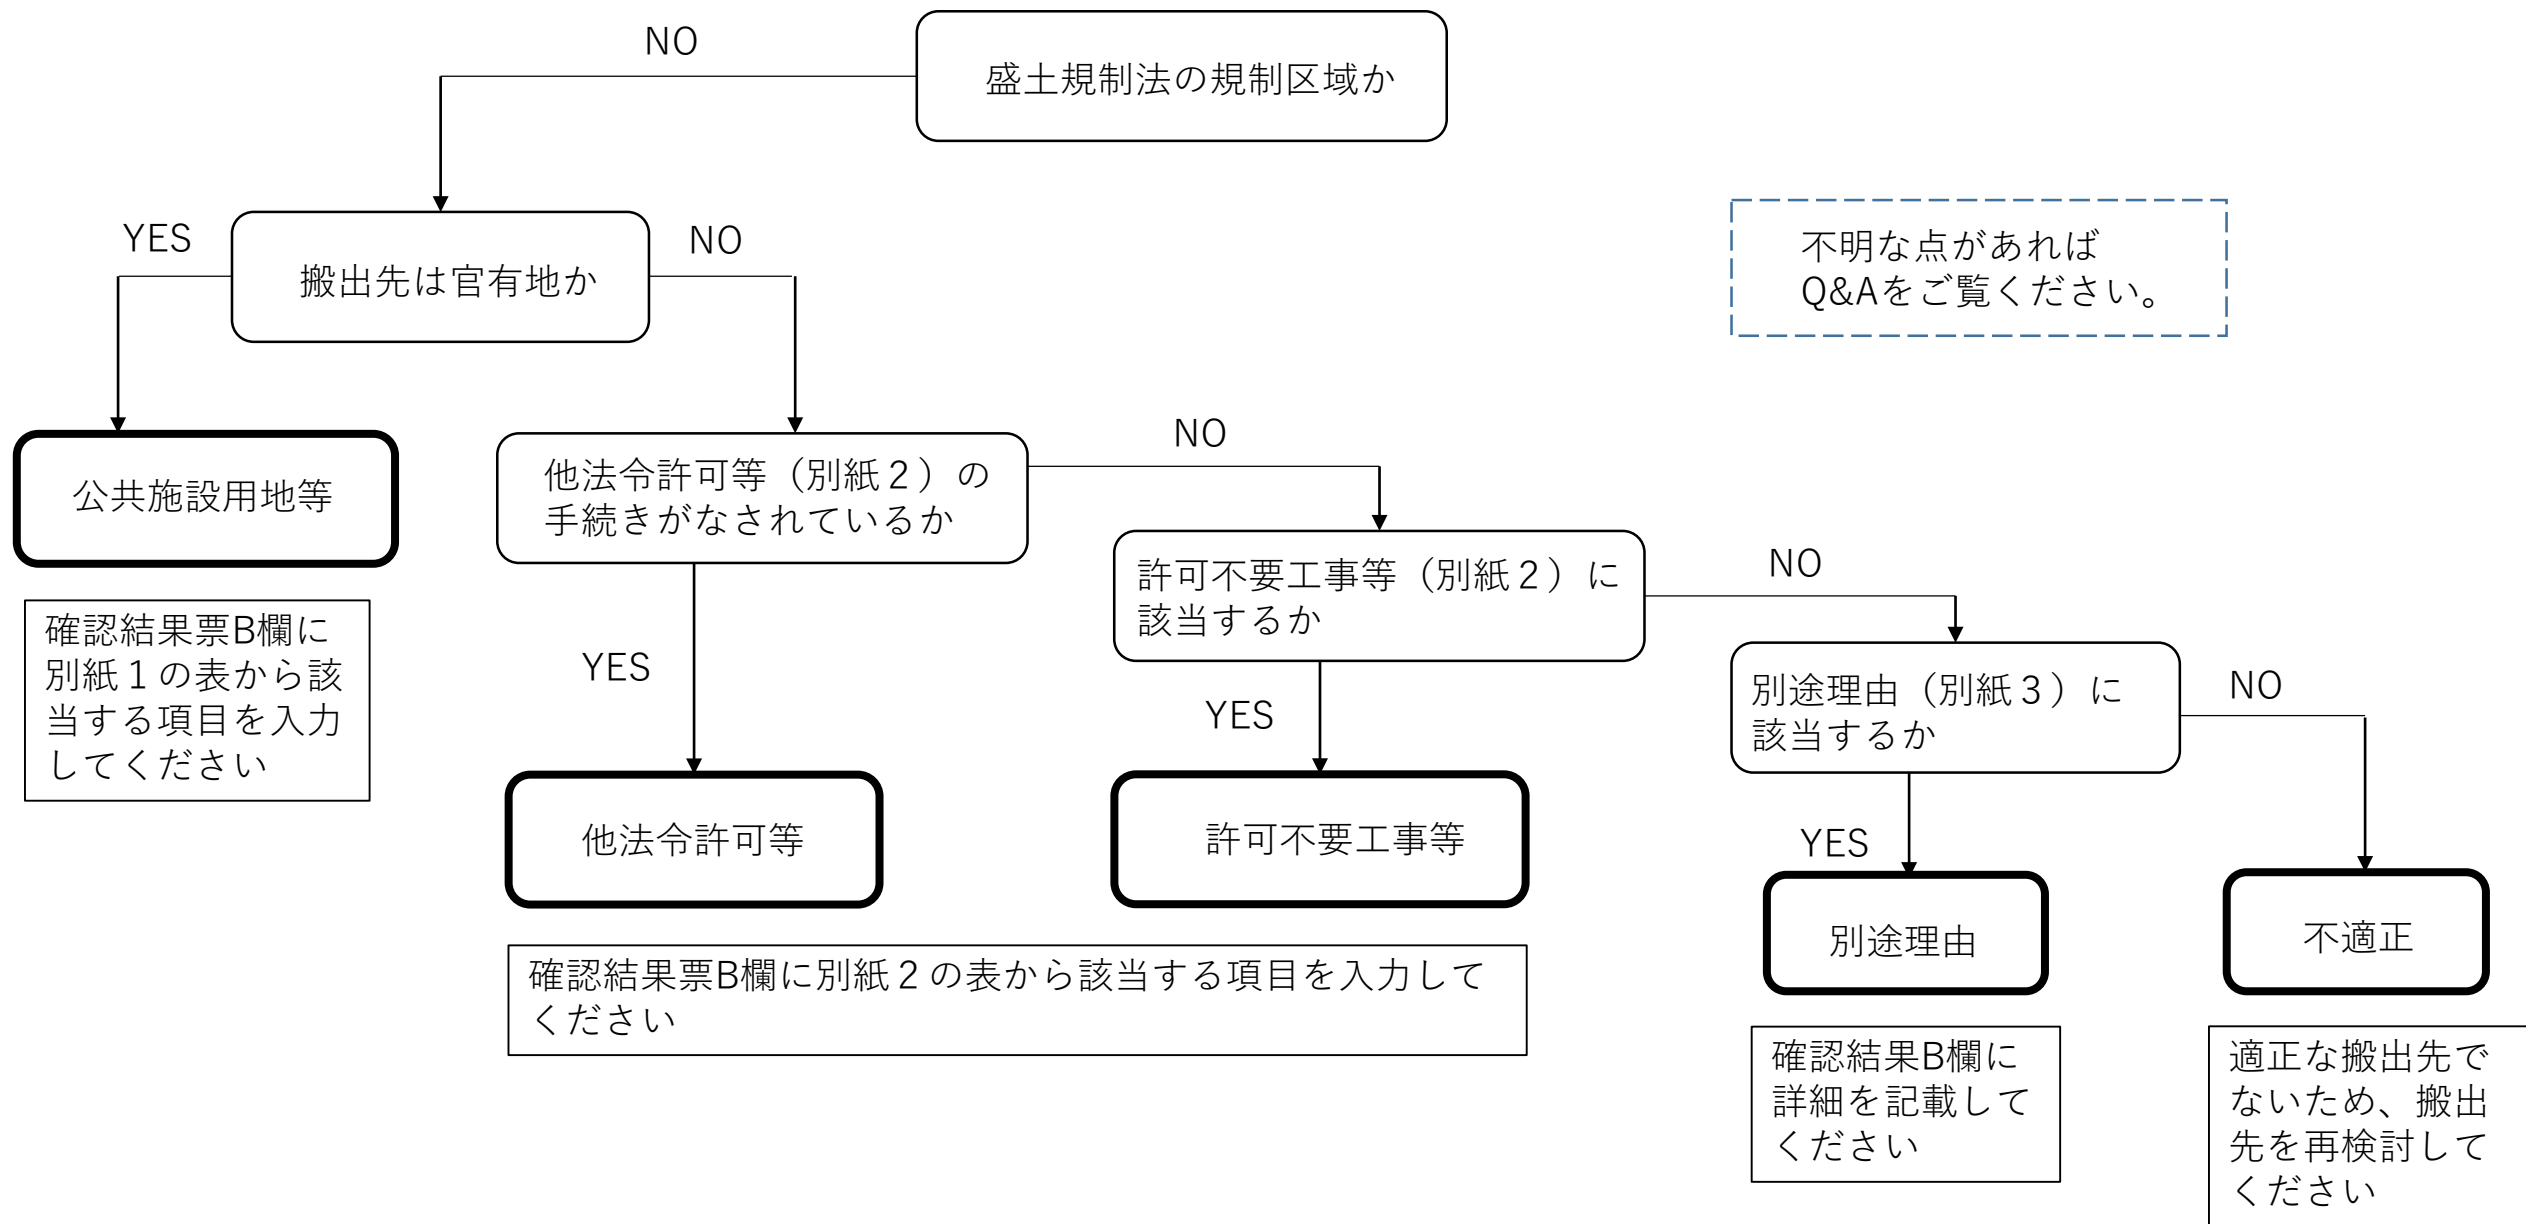 NO
盛土規制法の規制区域か
YES
搬出先は官有地か
NO
不明な点があれば
Q&Aをご覧ください。
公共施設用地等
確認結果票B欄に
別紙１の表から該
当する項目を入力
してください
他法令許可等（別紙２）の
手続きがなされているか
NO
YES
許可不要工事等（別紙２）に
該当するか
NO
YES
別途理由（別紙３）に
該当するか
NO
YES
他法令許可等
許可不要工事等
確認結果票B欄に別紙２の表から該当する項目を入力して
ください
別途理由
不適正
確認結果B欄に
詳細を記載して
ください
適正な搬出先で
ないため、搬出
先を再検討して
ください